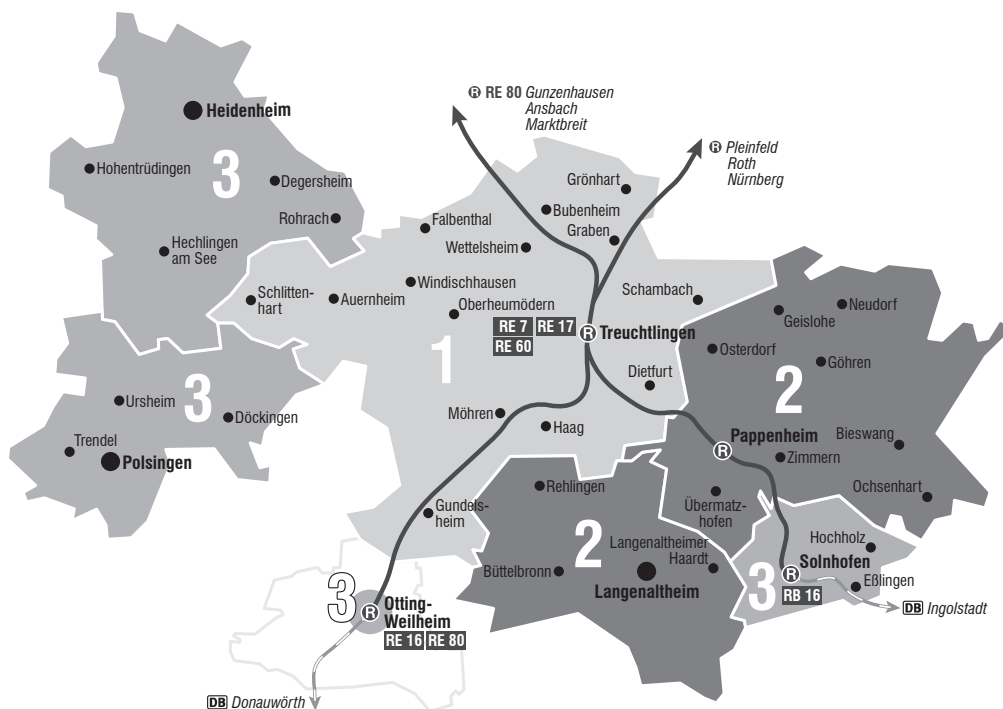 Ⓡ RE 80 Gunzenhausen
Ansbach
Marktbreit
Ⓡ Pleinfeld
Roth
Nürnberg
Heidenheim
Hohentrüdingen
3
Degersheim
Rohrach
Hechlingen
am See
Grönhart
Bubenheim
Graben
Falbenthal
Wettelsheim
Windischhausen
Schlitten-
hart
Auernheim
Oberheumödern
Schambach
RE 7 RE 17 Ⓡ Treuchtlingen
RE 60
1
Dietfurt
Möhren
Haag
Gundels-
heim
Neudorf
Geislohe
Osterdorf
Göhren
2
Bieswang
Ⓡ Pappenheim
Zimmern
Ochsenhart
Übermatz-
hofen
3
Ursheim
Döckingen
Trendel
Polsingen
Rehlingen
2
Langenaltheimer
Haardt
Büttelbronn
Langenaltheim
Hochholz
Solnhofen
3 Ⓡ
RB 16
Eßlingen
DB Ingolstadt
3 Ⓡ Otting-
Weilheim
RE 16 RE 80
DB Donauwörth